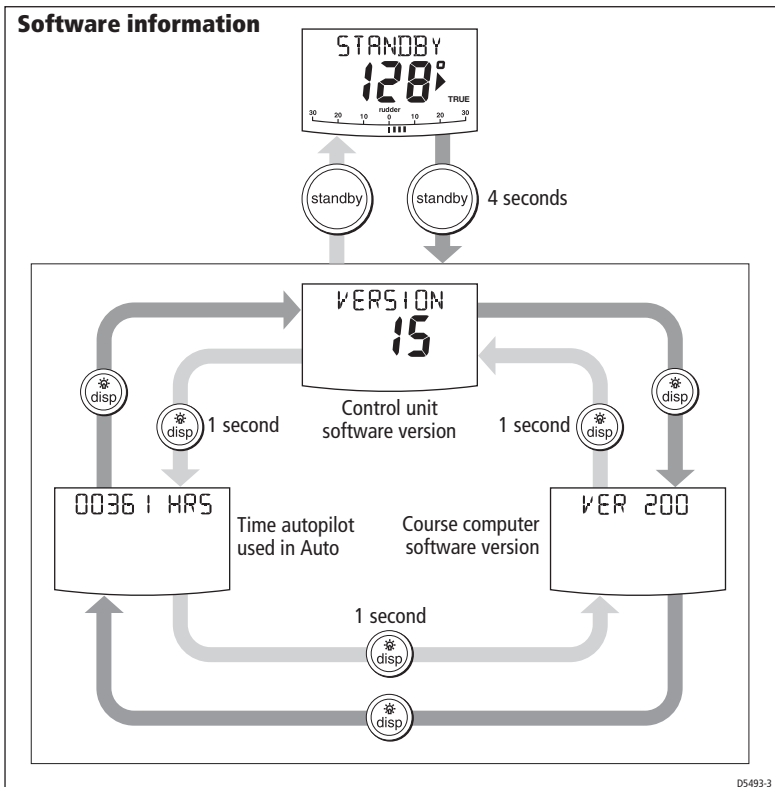 Software information
STANDBY
128°
TRUE
rudder
30 20 10 0 10 20 30
standby
standby
4 seconds
VERSION
15
disp
disp
disp
1 second
Control unit
software version
1 second
disp
00361 HRS
Time autopilot
used in Auto
Course computer
software version
VER 200
1 second
disp
disp
D5493-3